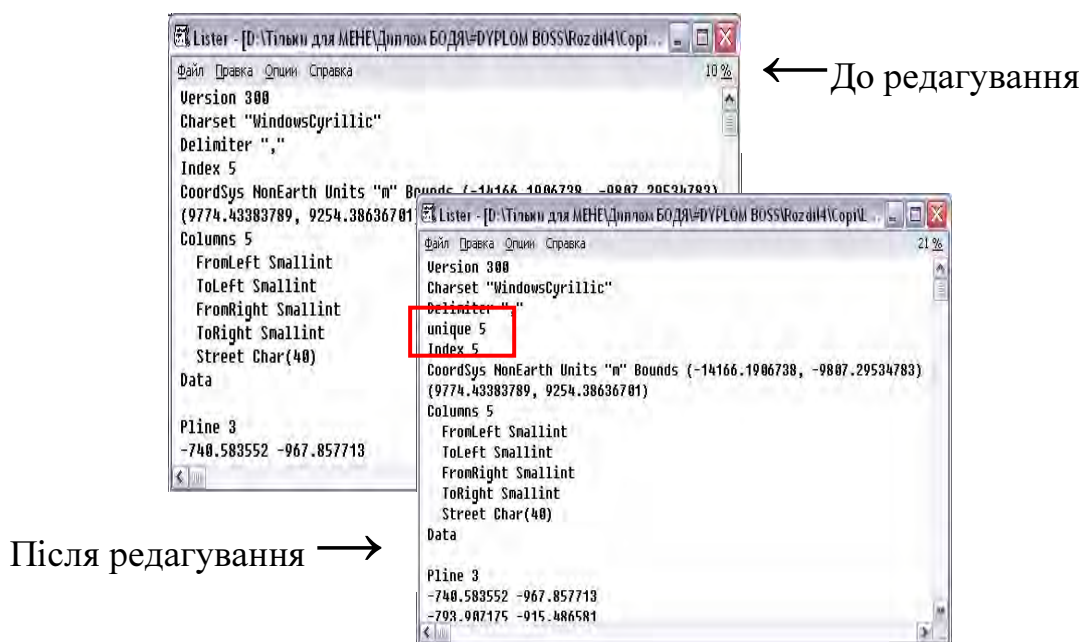 Lister - [D:\Тільки для МЕНЕ\Диплом БОДЯ\=DYPLOM BOSS\Rozdil4\Copi...
Файл Правка Опции Справка 10 %
Version 300
Charset "WindowsCyrillic"
Delimiter ","
Index 5
CoordSys NonEarth Units "m" Bounds (-14166.1906738, -9807.29534783)
(9774.43383789, 9254.38636701)
Columns 5
FromLeft Smallint
ToLeft Smallint
FromRight Smallint
ToRight Smallint
Street Char(40)
Data
Pline 3
-740.583552 -967.857713
До редагування
Lister - [D:\Тільки для МЕНЕ\Диплом БОДЯ\=DYPLOM BOSS\Rozdil4\Copi\L...
Файл Правка Опции Справка 21 %
Version 300
Charset "WindowsCyrillic"
Delimiter ","
unique 5
Index 5
CoordSys NonEarth Units "m" Bounds (-14166.1906738, -9807.29534783)
(9774.43383789, 9254.38636701)
Columns 5
FromLeft Smallint
ToLeft Smallint
FromRight Smallint
ToRight Smallint
Street Char(40)
Data
Pline 3
-740.583552 -967.857713
-793.907175 -915.486581
Після редагування